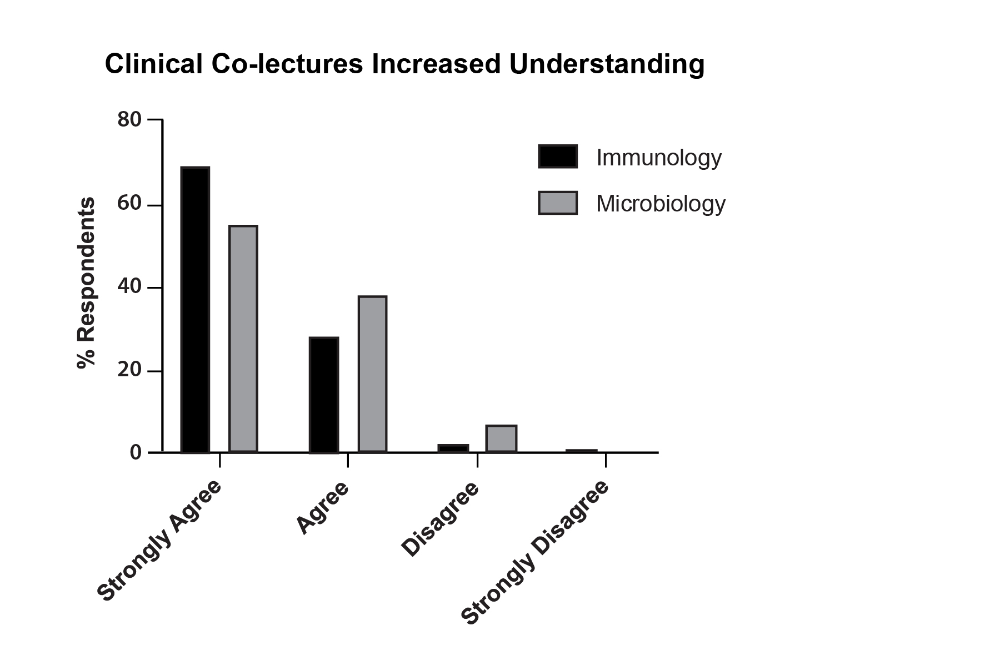 Clinical Co-lectures Increased Understanding
80
60
40
20
0
% Respondents
Immunology
Microbiology
Strongly Agree
Agree
Disagree
Strongly Disagree